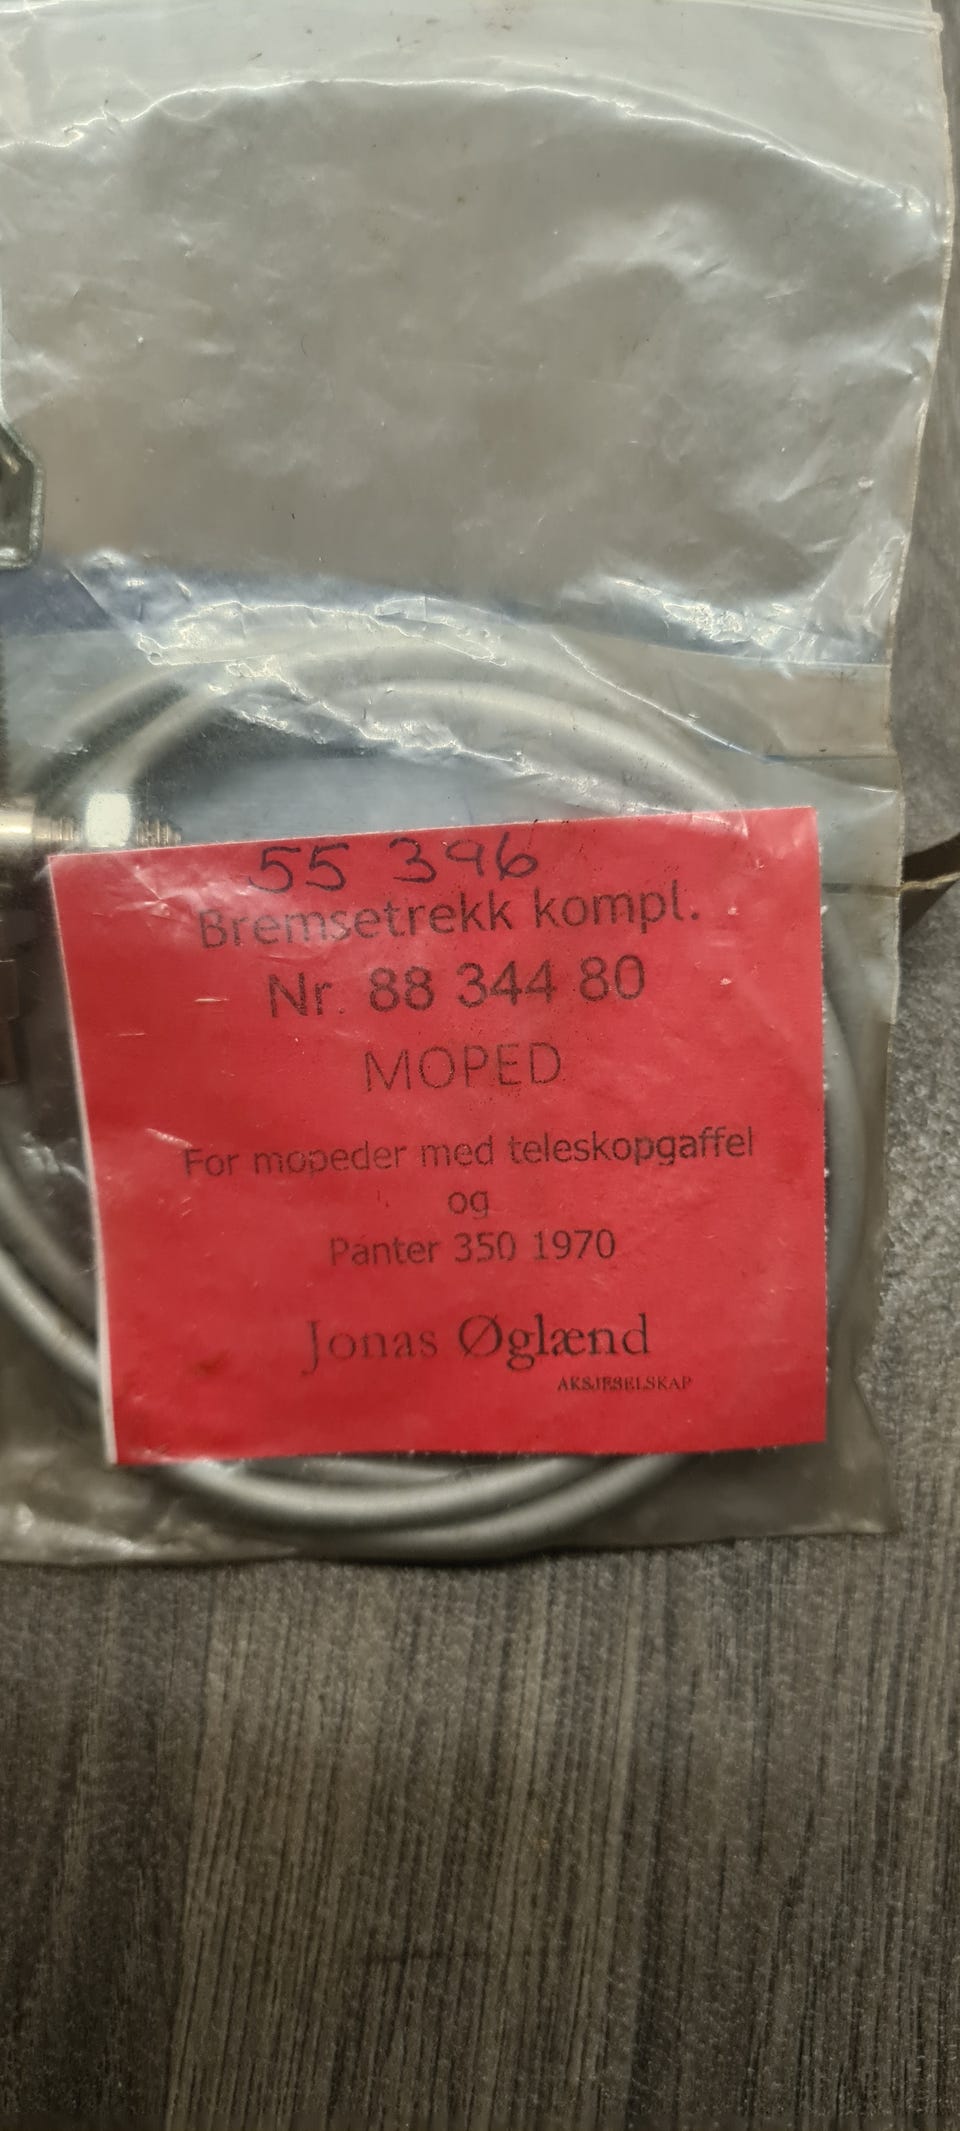 55 396
Bremsetrekk kompl.
Nr. 88 344 80
MOPED
For mopeder med teleskopgaffel
og
Panter 350 1970
Jonas Øglænd
AKSJESELSKAP